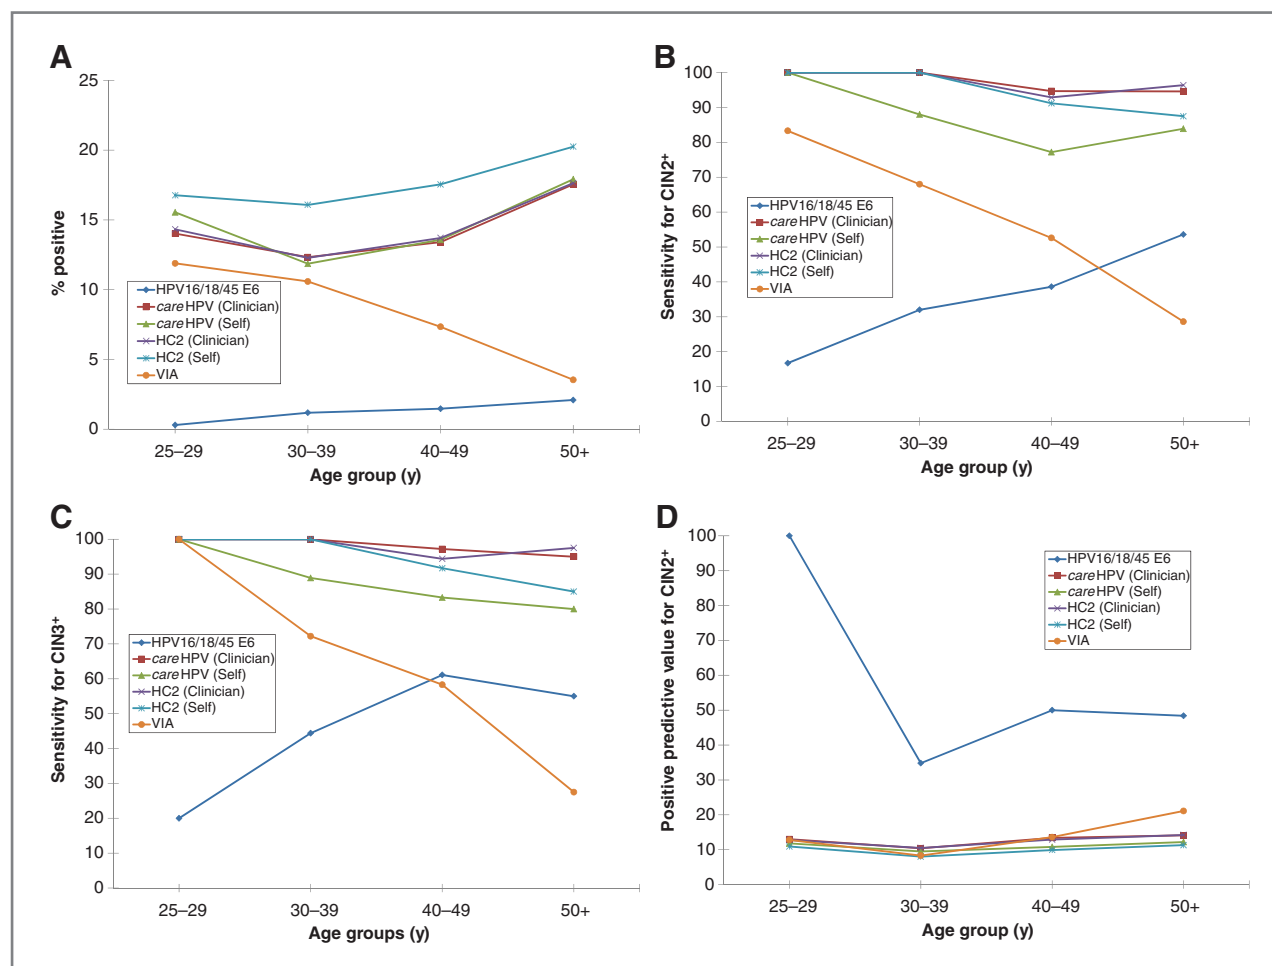 A
25
20
15
10
5
0
% positive
HPV16/18/45 E6
careHPV (Clinician)
careHPV (Self)
HC2 (Clinician)
HC2 (Self)
VIA
25–29 30–39 40–49 50+
Age group (y)
B
100
90
80
70
60
50
40
30
20
10
0
Sensitivity for CIN2+
HPV16/18/45 E6
careHPV (Clinician)
careHPV (Self)
HC2 (Clinician)
HC2 (Self)
VIA
25–29 30–39 40–49 50+
Age group (y)
C
100
90
80
70
60
50
40
30
20
10
0
Sensitivity for CIN3+
HPV16/18/45 E6
careHPV (Clinician)
careHPV (Self)
HC2 (Clinician)
HC2 (Self)
VIA
25–29 30–39 40–49 50+
Age groups (y)
D
100
90
80
70
60
50
40
30
20
10
0
Positive predictive value for CIN2+
HPV16/18/45 E6
careHPV (Clinician)
careHPV (Self)
HC2 (Clinician)
HC2 (Self)
VIA
25–29 30–39 40–49 50+
Age group (y)